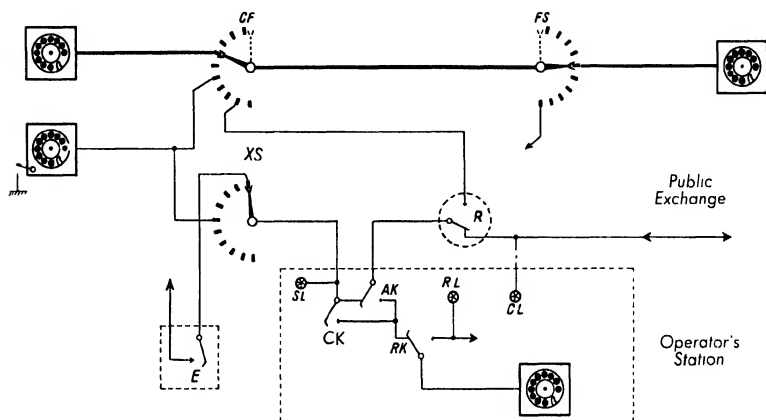 CF
FS
XS
R
Public
Exchange
SL
AK
RL
CL
CK
RK
E
Operator's
Station